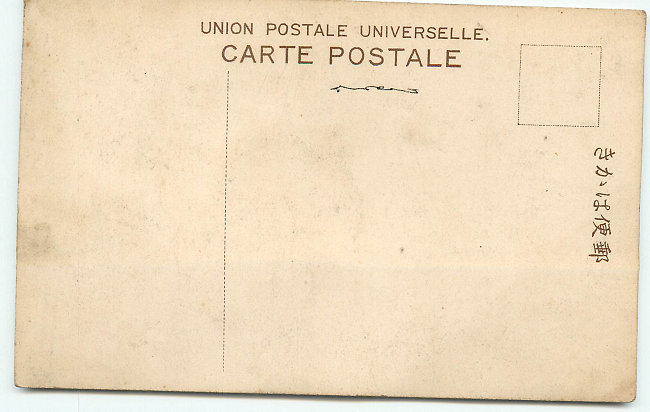 UNION POSTALE UNIVERSELLE.
CARTE POSTALE
郵便はがき